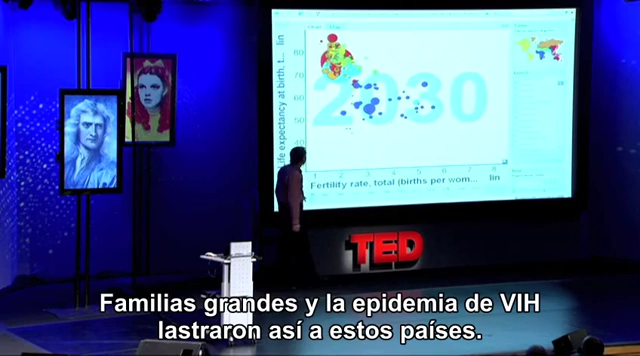 lin
Life expectancy at birth, t...
80
70
60
50
40
2030
1 2 3 4 5 6 7 8
Fertility rate, total (births per wom... lin
TED
Familias grandes y la epidemia de VIH
lastraron así a estos países.